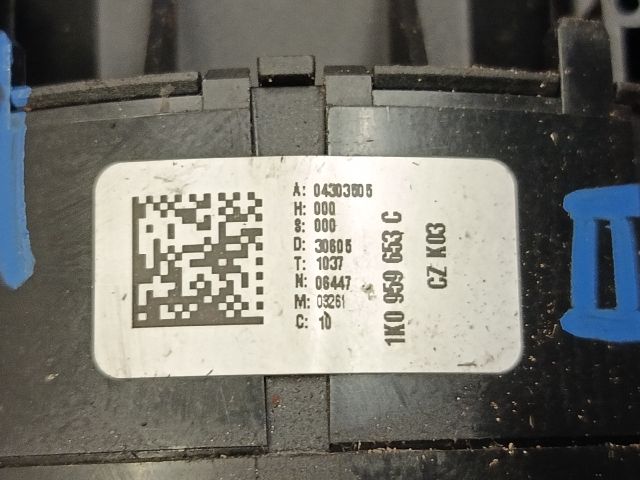 A: 04303605
H: 000
S: 000
D: 30605
T: 1037
N: 06447
M: 03261
C: 10
1K0 959 653 C
CZ K03